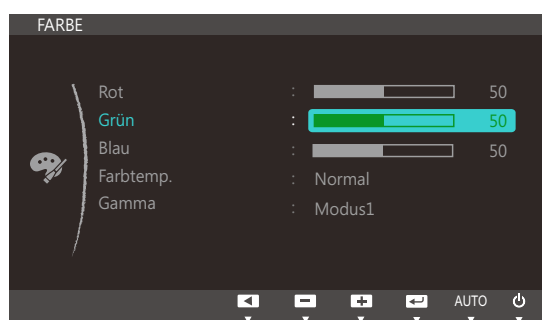 FARBE
Rot : 50
Grün : 50
Blau : 50
Farbtemp. : Normal
Gamma : Modus1
AUTO